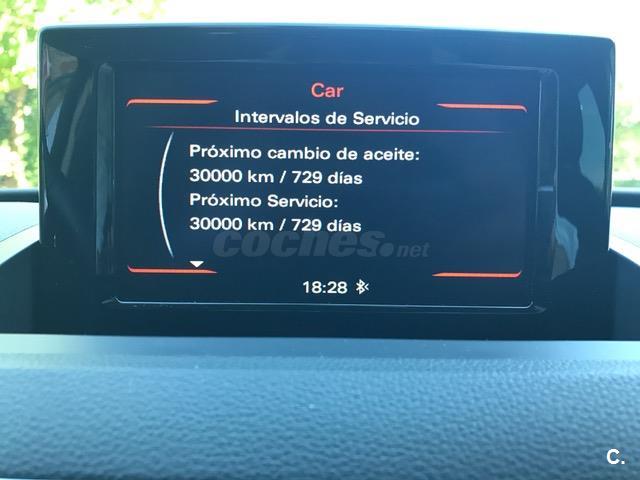 Car
Intervalos de Servicio
Próximo cambio de aceite:
30000 km / 729 días
Próximo Servicio:
30000 km / 729 días
coches.net
18:28
C.